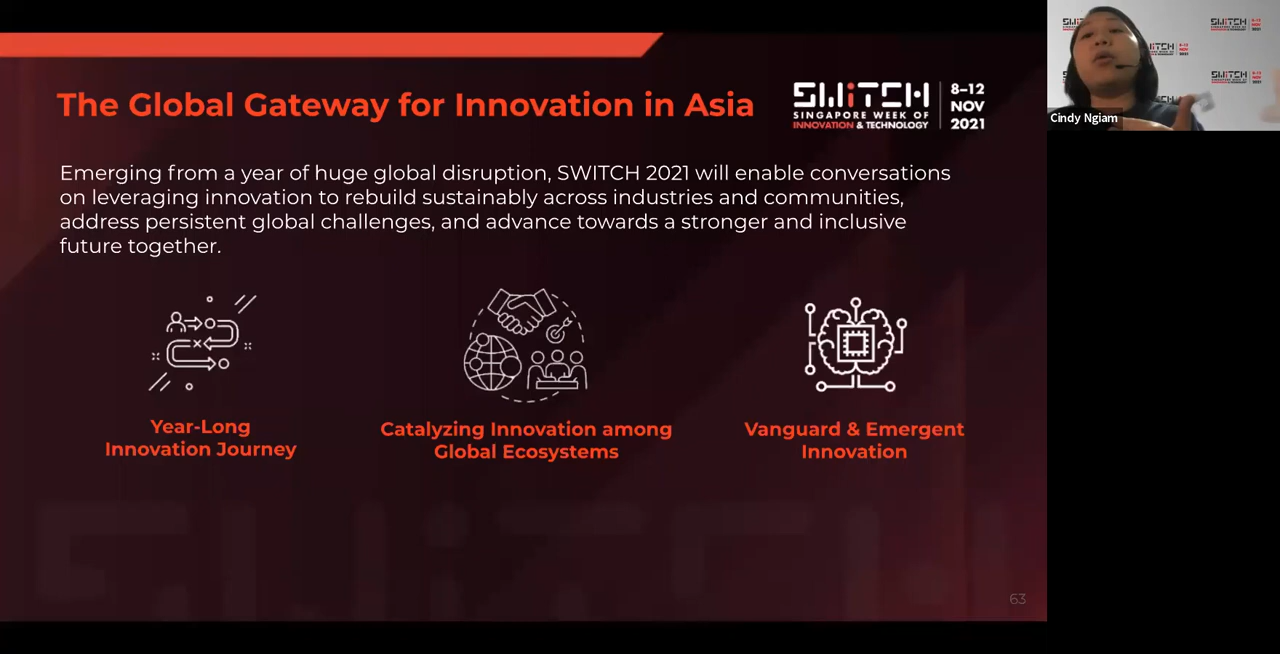 The Global Gateway for Innovation in Asia
SWiTCH
SINGAPORE WEEK OF
INNOVATION & TECHNOLOGY
8–12
NOV
2021
Emerging from a year of huge global disruption, SWITCH 2021 will enable conversations
on leveraging innovation to rebuild sustainably across industries and communities,
address persistent global challenges, and advance towards a stronger and inclusive
future together.
Year-Long
Innovation Journey
Catalyzing Innovation among
Global Ecosystems
Vanguard & Emergent
Innovation
63
Cindy Ngiam